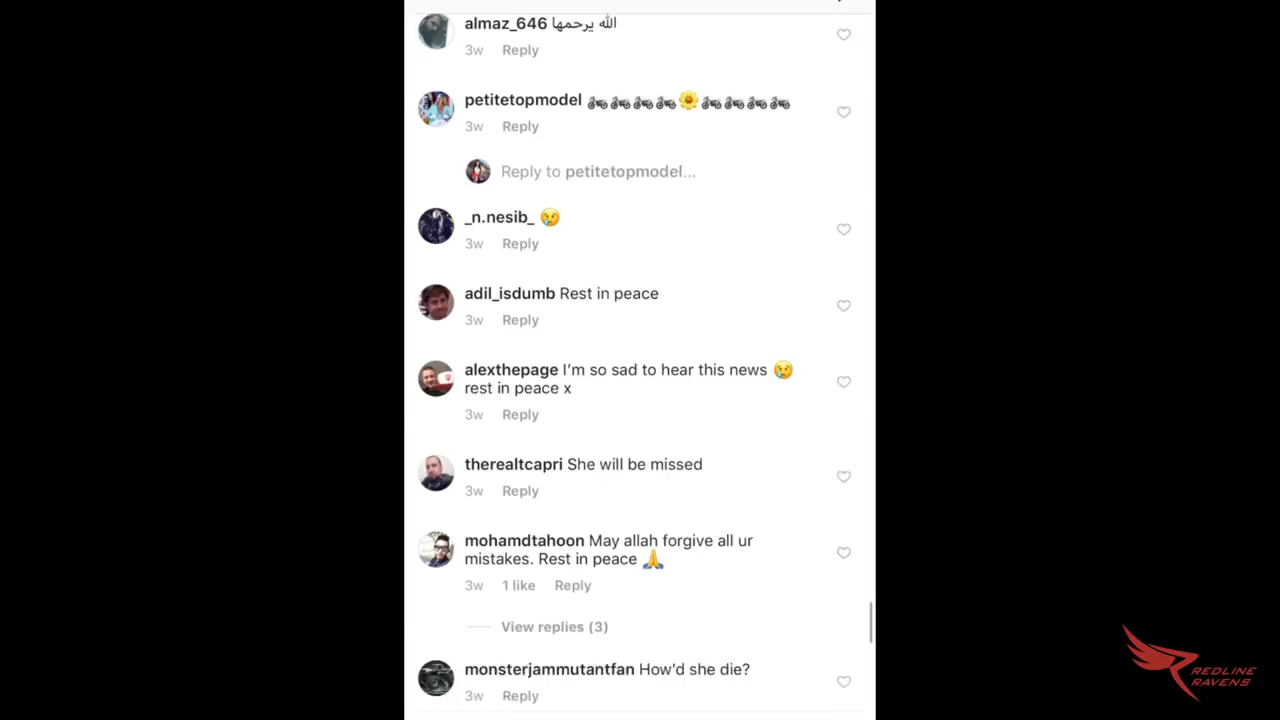 almaz_646 الله يرحمها
3w Reply
petitetopmodel 🏍🏍🏍🏍🌼🏍🏍🏍🏍
3w Reply
Reply to petitetopmodel...
_n.nesib_ 😢
3w Reply
adil_isdumb Rest in peace
3w Reply
alexthepage I'm so sad to hear this news 😢
rest in peace x
3w Reply
therealtcapri She will be missed
3w Reply
mohamdtahoon May allah forgive all ur
mistakes. Rest in peace 🙏
3w 1 like Reply
View replies (3)
monsterjammutantfan How'd she die?
3w Reply
REDLINE
RAVENS